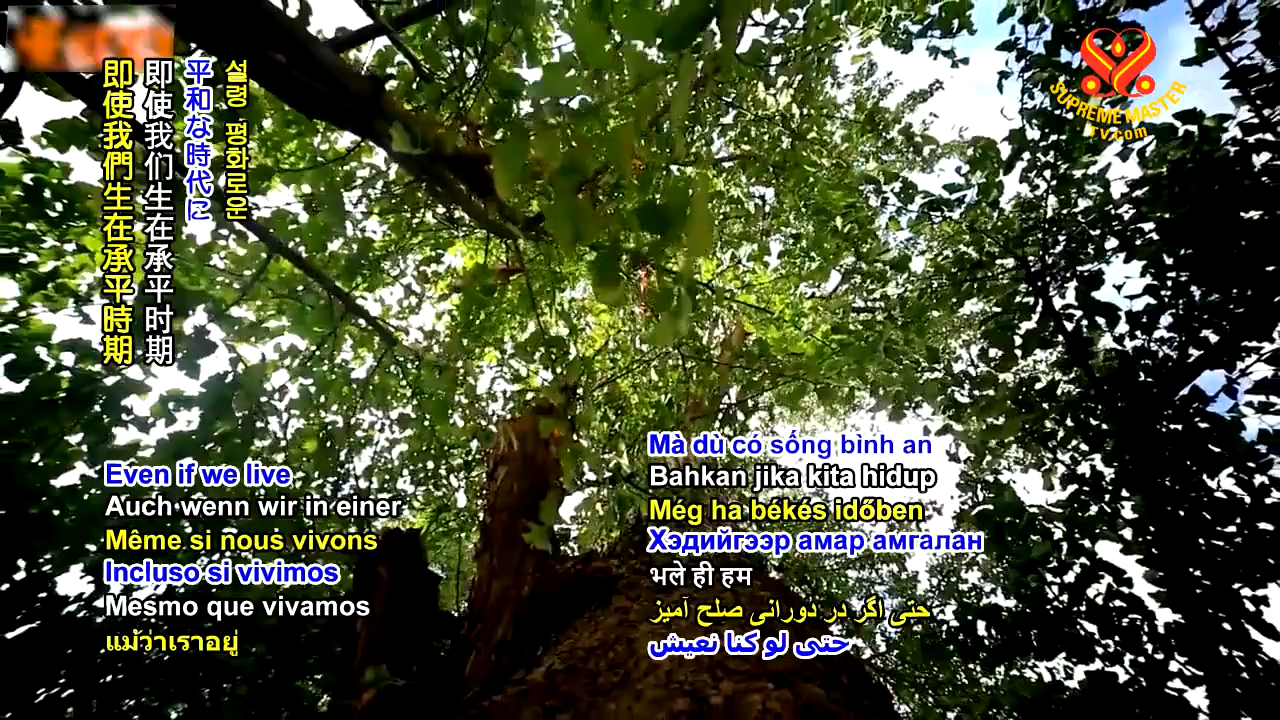 即使我們生在承平時期
即使我们生在承平时期
平和な時代に
설령 평화로운
SUPREME MASTER
TV.com
Even if we live
Auch wenn wir in einer
Même si nous vivons
Incluso si vivimos
Mesmo que vivamos
แม้ว่าเราอยู่
Mà dù có sống bình an
Bahkan jika kita hidup
Még ha békés időben
Хэдийгээр амар амгалан
भले ही हम
حتی اگر در دورانی صلح آمیز
حتى لو كنا نعيش